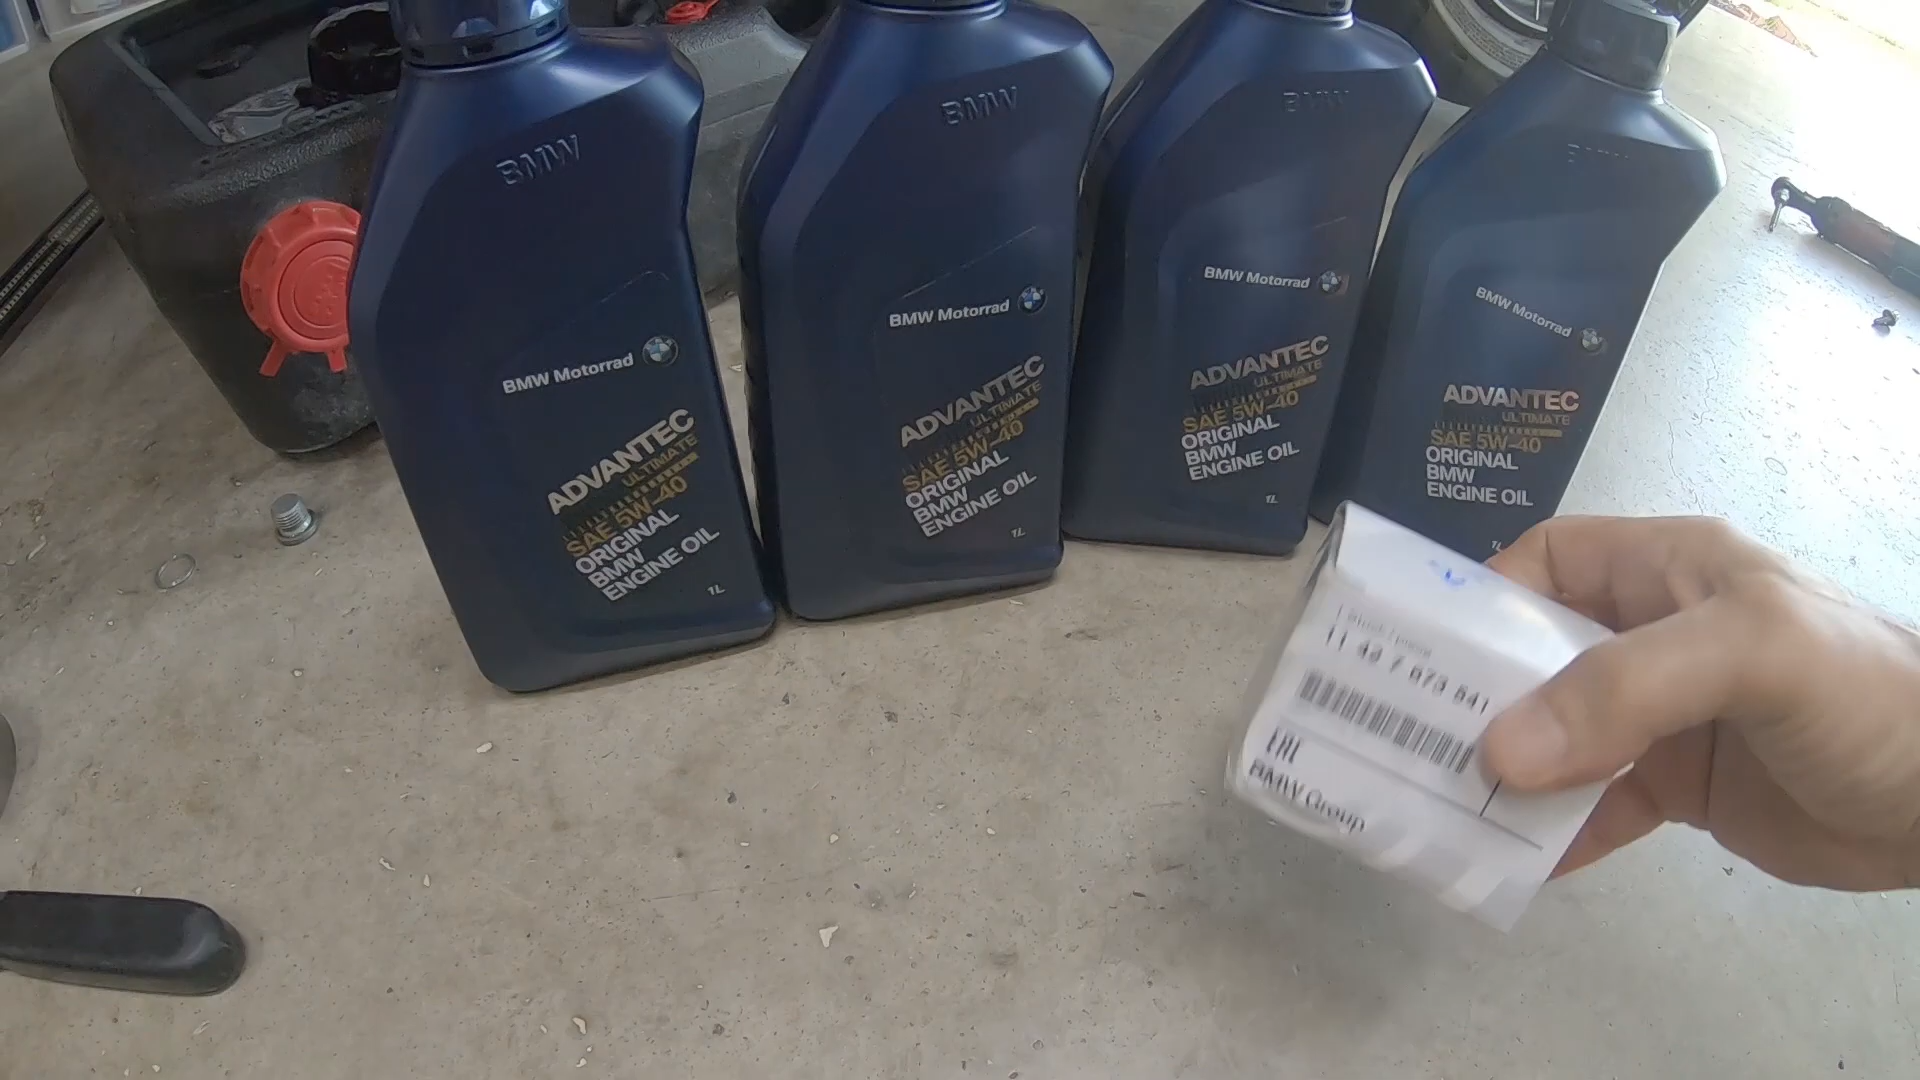 BMW
BMW Motorrad
ADVANTEC
ULTIMATE
SAE 5W-40
ORIGINAL
BMW
ENGINE OIL
1L
BMW
BMW Motorrad
ADVANTEC
ULTIMATE
SAE 5W-40
ORIGINAL
BMW
ENGINE OIL
1L
BMW
BMW Motorrad
ADVANTEC
ULTIMATE
SAE 5W-40
ORIGINAL
BMW
ENGINE OIL
1L
BMW
BMW Motorrad
ADVANTEC
ULTIMATE
SAE 5W-40
ORIGINAL
BMW
ENGINE OIL
1L
11 42 7 673 541
EAC
BMW Group